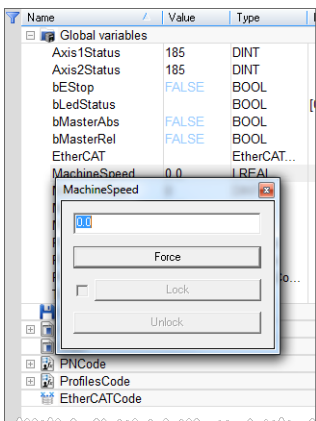 Name / Value Type
Global variables
Axis1Status 185 DINT
Axis2Status 185 DINT
bEStop FALSE BOOL
bLedStatus BOOL
bMasterAbs FALSE BOOL
bMasterRel FALSE BOOL
EtherCAT EtherCAT...
MachineSpeed 0.0 LREAL
MachineSpeed
0.0
Force
Lock
Unlock
PNCode
ProfilesCode
EtherCATCode